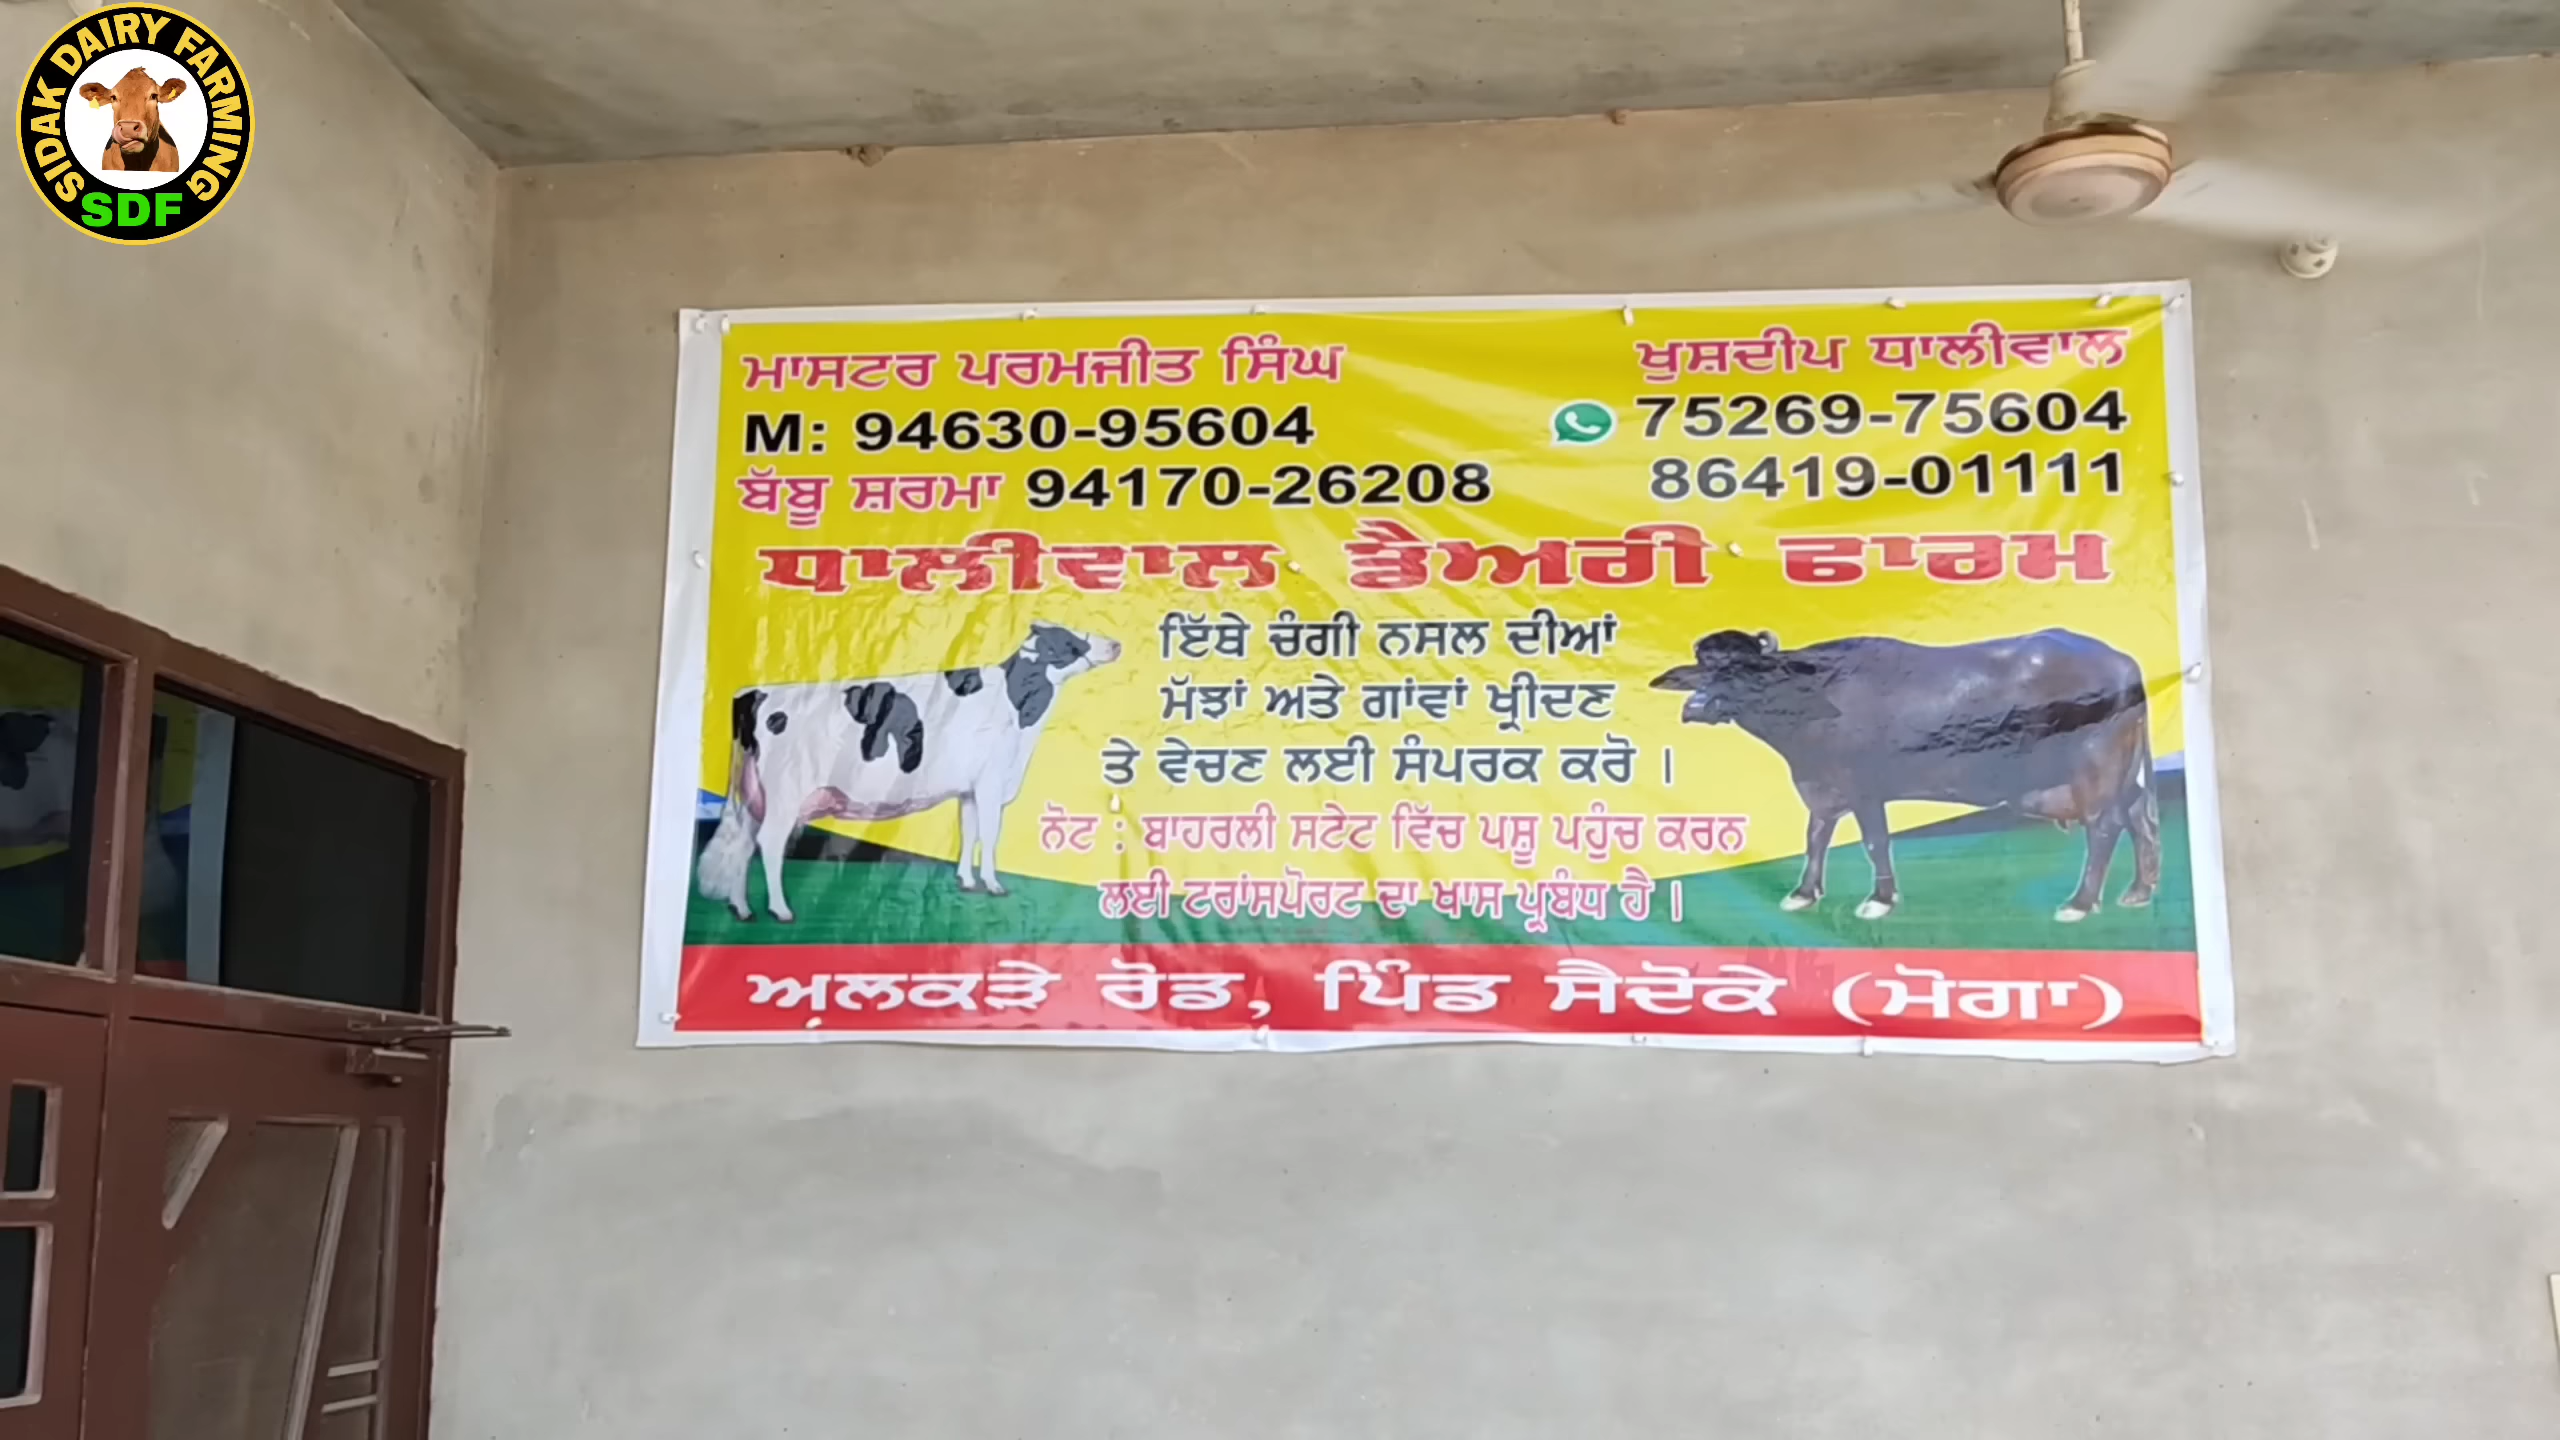 SIDAK DAIRY FARMING
SDF
ਮਾਸਟਰ ਪਰਮਜੀਤ ਸਿੰਘ
M: 94630-95604
ਬੱਬੂ ਸ਼ਰਮਾ 94170-26208
ਖੁਸ਼ਦੀਪ ਧਾਲੀਵਾਲ
75269-75604
86419-01111
ਧਾਲੀਵਾਲ ਡੈਅਰੀ ਫਾਰਮ
ਇੱਥੇ ਚੰਗੀ ਨਸਲ ਦੀਆਂ
ਮੱਝਾਂ ਅਤੇ ਗਾਂਵਾਂ ਖ੍ਰੀਦਣ
ਤੇ ਵੇਚਣ ਲਈ ਸੰਪਰਕ ਕਰੋ ।
ਨੋਟ : ਬਾਹਰਲੀ ਸਟੇਟ ਵਿੱਚ ਪਸ਼ੂ ਪਹੁੰਚ ਕਰਨ
ਲਈ ਟਰਾਂਸਪੋਰਟ ਦਾ ਖਾਸ ਪ੍ਰਬੰਧ ਹੈ ।
ਅਲਕੜੇ ਰੋਡ, ਪਿੰਡ ਸੈਦੋਕੇ (ਮੋਗਾ)